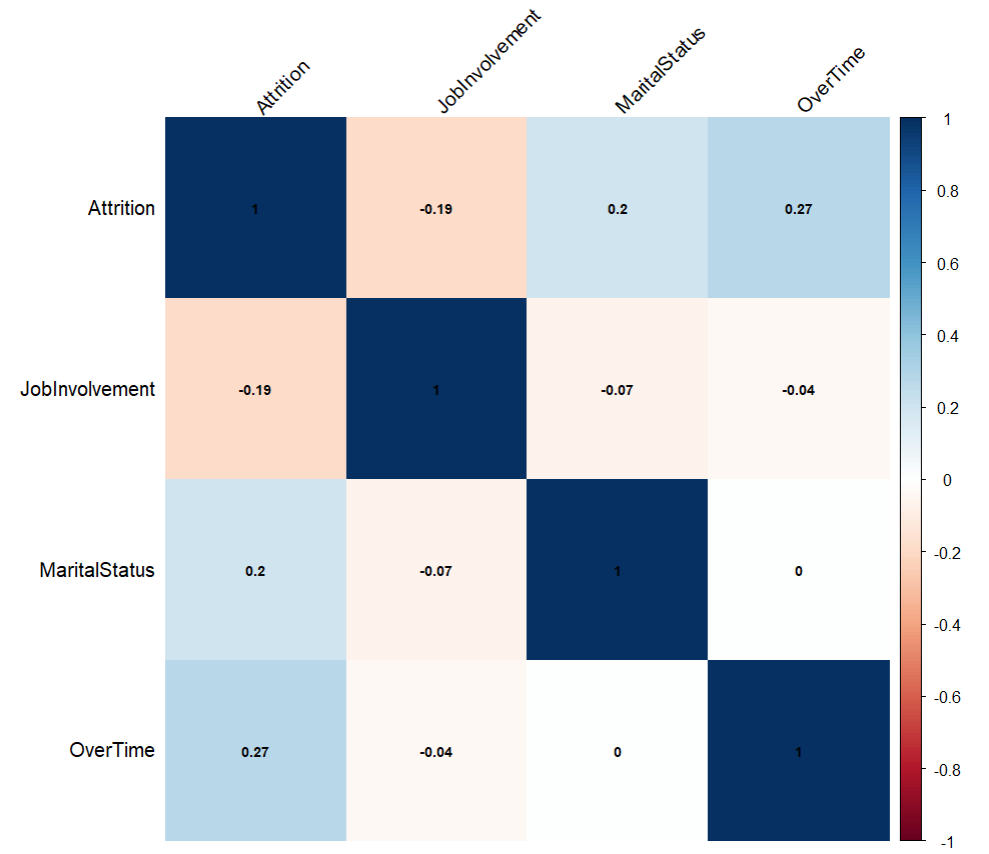 Attrition JobInvolvement MaritalStatus OverTime
Attrition 1 -0.19 0.2 0.27
JobInvolvement -0.19 1 -0.07 -0.04
MaritalStatus 0.2 -0.07 1 0
OverTime 0.27 -0.04 0 1
1
0.8
0.6
0.4
0.2
0
-0.2
-0.4
-0.6
-0.8
-1